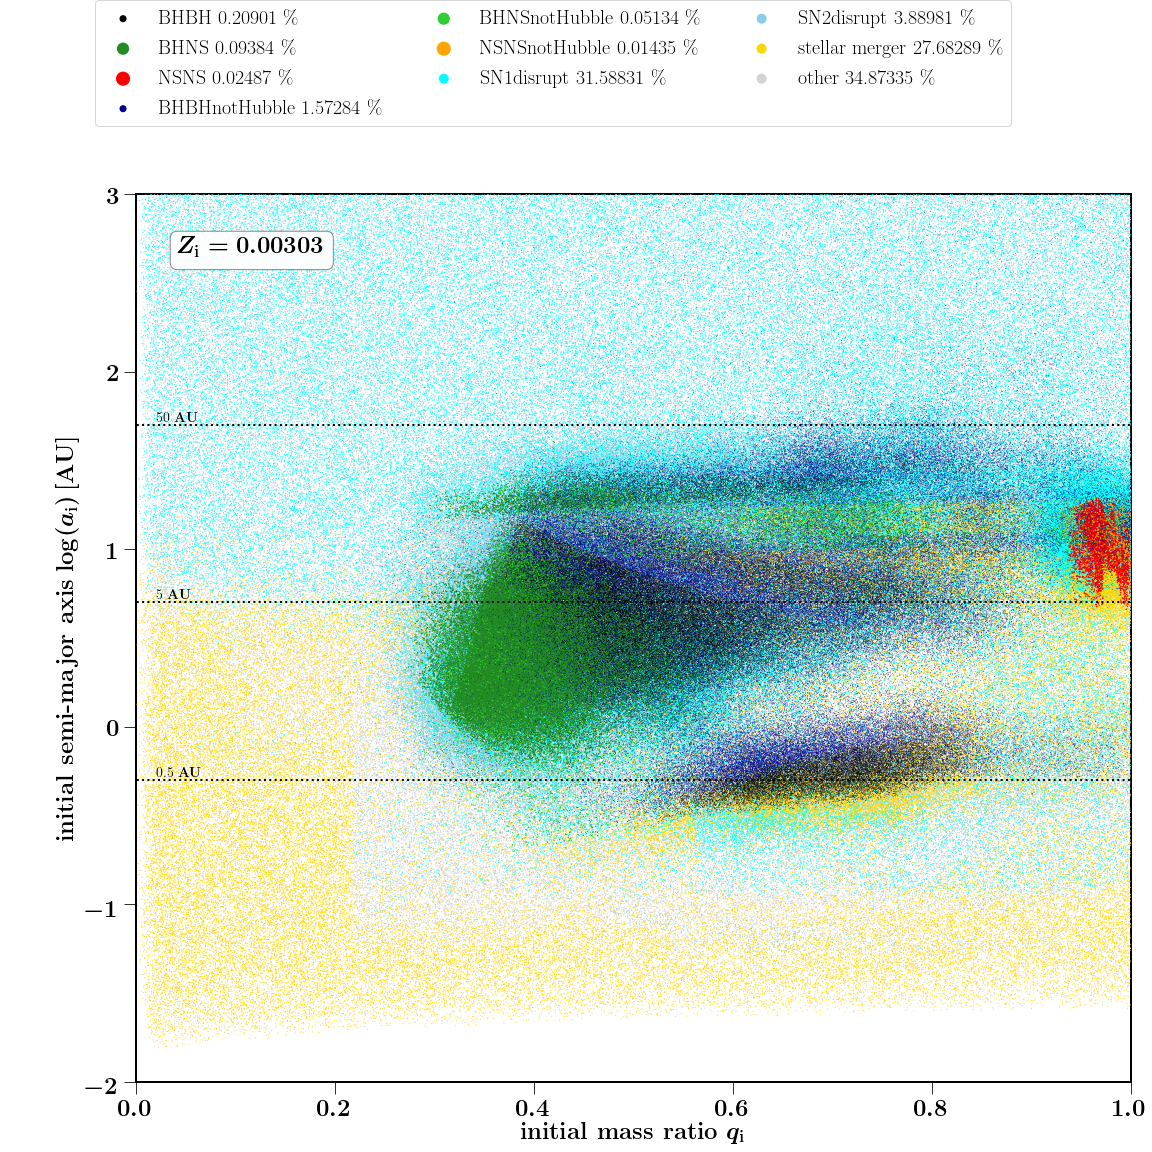 BHBH 0.20901 %
BHNS 0.09384 %
NSNS 0.02487 %
BHBHnotHubble 1.57284 %
BHNSnotHubble 0.05134 %
NSNSnotHubble 0.01435 %
SN1disrupt 31.58831 %
SN2disrupt 3.88981 %
stellar merger 27.68289 %
other 34.87335 %
Zi = 0.00303
50 AU
5 AU
0.5 AU
3
2
1
0
−1
−2
initial semi-major axis log(ai) [AU]
0.0 0.2 0.4 0.6 0.8 1.0
initial mass ratio qi